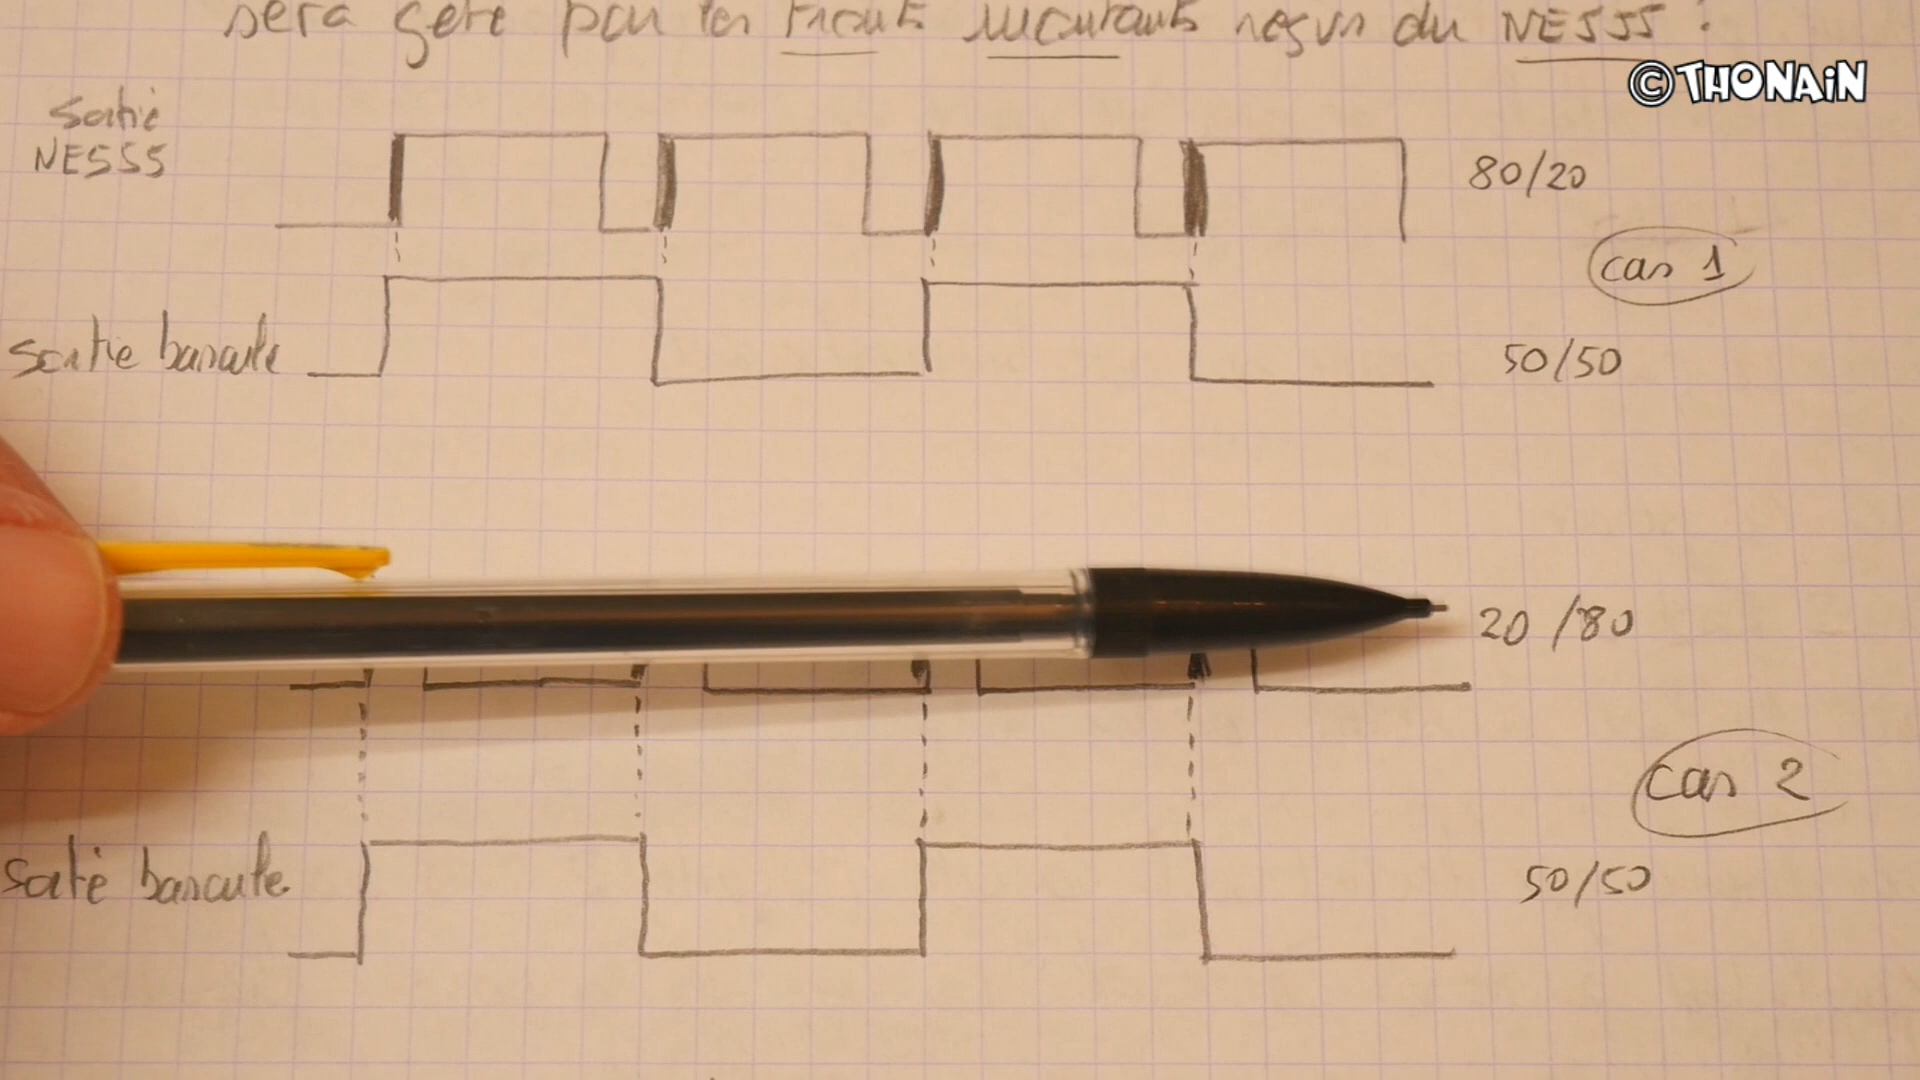 sera géré par les fronts montants reçus du NE555 :
©THONAiN
Sortie
NE555
80/20
cas 1
Sortie bascule
50/50
20/80
cas 2
Sortie bascule
50/50